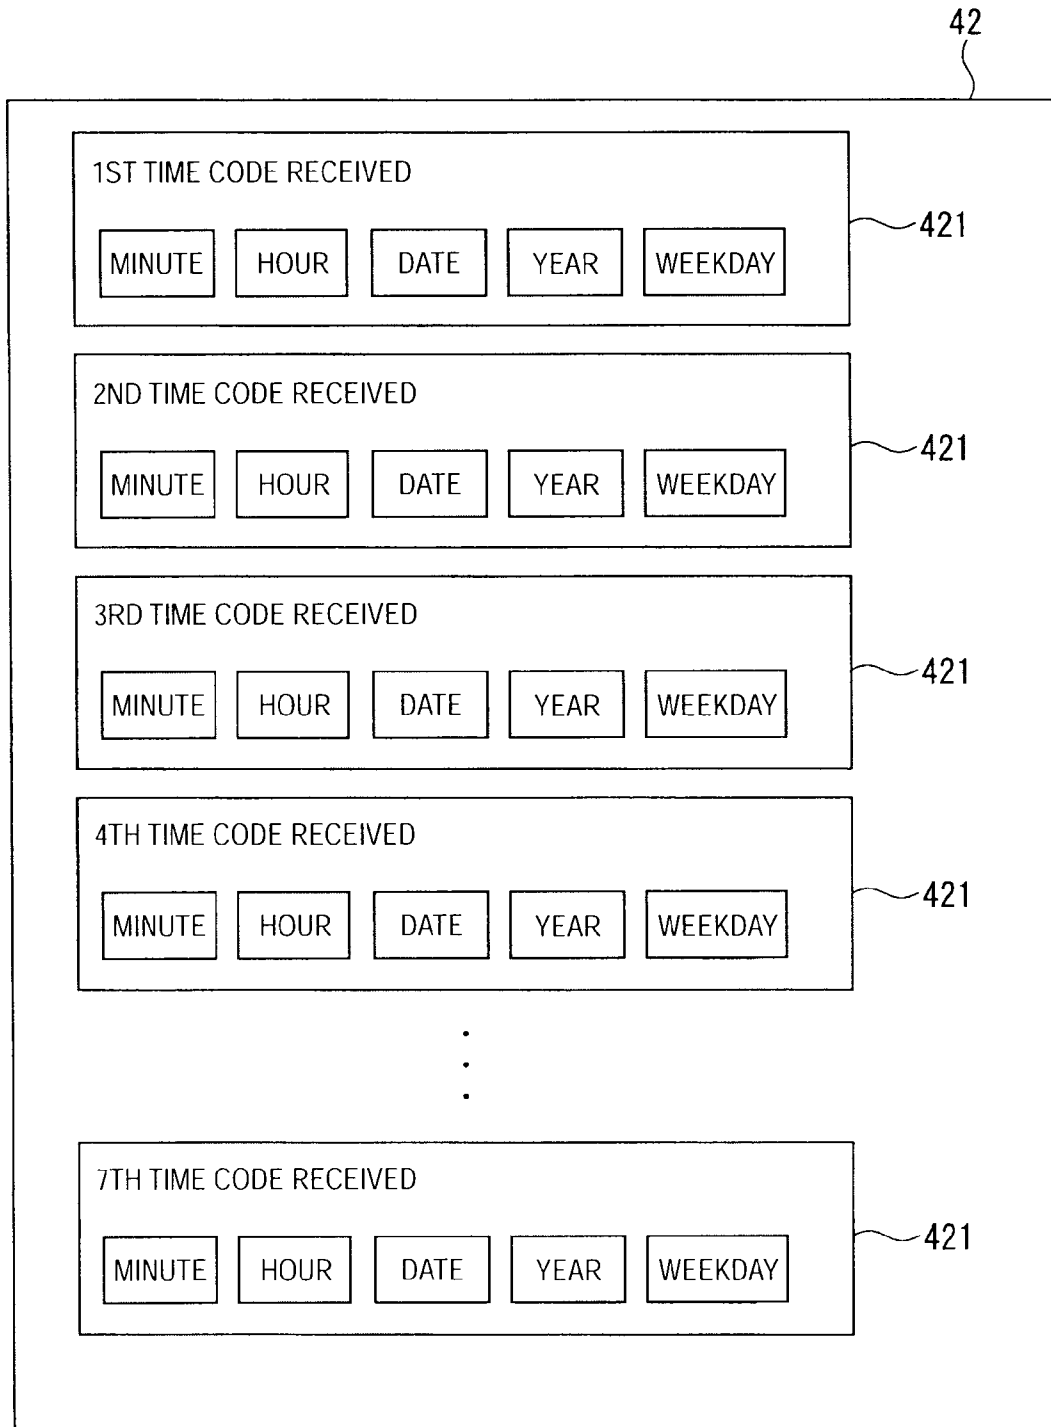 42
1ST TIME CODE RECEIVED
421
MINUTE HOUR DATE YEAR WEEKDAY
2ND TIME CODE RECEIVED
421
MINUTE HOUR DATE YEAR WEEKDAY
3RD TIME CODE RECEIVED
421
MINUTE HOUR DATE YEAR WEEKDAY
4TH TIME CODE RECEIVED
421
MINUTE HOUR DATE YEAR WEEKDAY
7TH TIME CODE RECEIVED
421
MINUTE HOUR DATE YEAR WEEKDAY